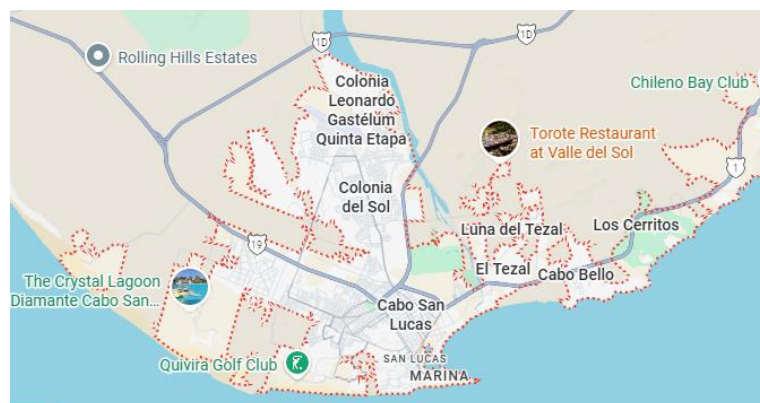 1D
1D
Rolling Hills Estates
Colonia
Leonardo
Gastélum
Quinta Etapa
Chileno Bay Club
Torote Restaurant
at Valle del Sol
1
Colonia
del Sol
Luna del Tezal
Los Cerritos
19
El Tezal
Cabo Bello
The Crystal Lagoon
Diamante Cabo San...
Cabo San
Lucas
SAN LUCAS
MARINA
Quivira Golf Club